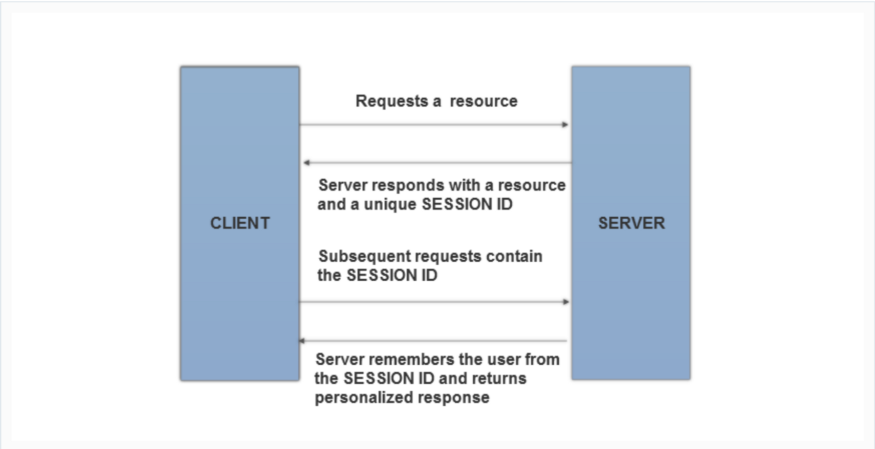 Requests a resource
Server responds with a resource
and a unique SESSION ID
CLIENT
SERVER
Subsequent requests contain
the SESSION ID
Server remembers the user from
the SESSION ID and returns
personalized response